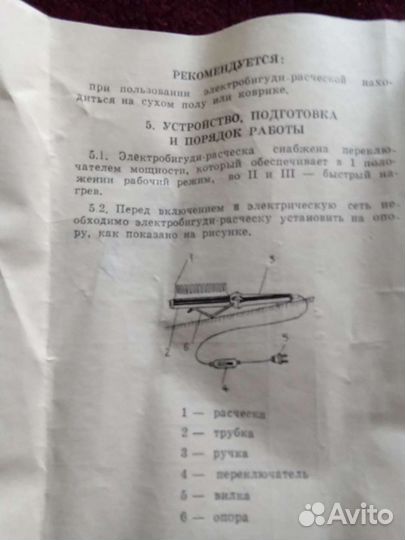 РЕКОМЕНДУЕТСЯ:
при пользовании электробигуди-расческой нахо-
диться на сухом полу или коврике.
5. УСТРОЙСТВО, ПОДГОТОВКА
И ПОРЯДОК РАБОТЫ
5.1. Электробигуди-расческа снабжена переклю-
чателем мощности, который обеспечивает в 1 поло-
жении рабочий режим, во II и III — быстрый на-
грев.
5 2. Перед включением в электрическую сеть не-
обходимо электробигуди-расческу установить на опо-
ру, как показано на рисунке.
1
3
2
6
5
4
1 — расческа
2 — трубка
3 — ручка
4 — переключатель
5 — вилка
6 — опора
Avito